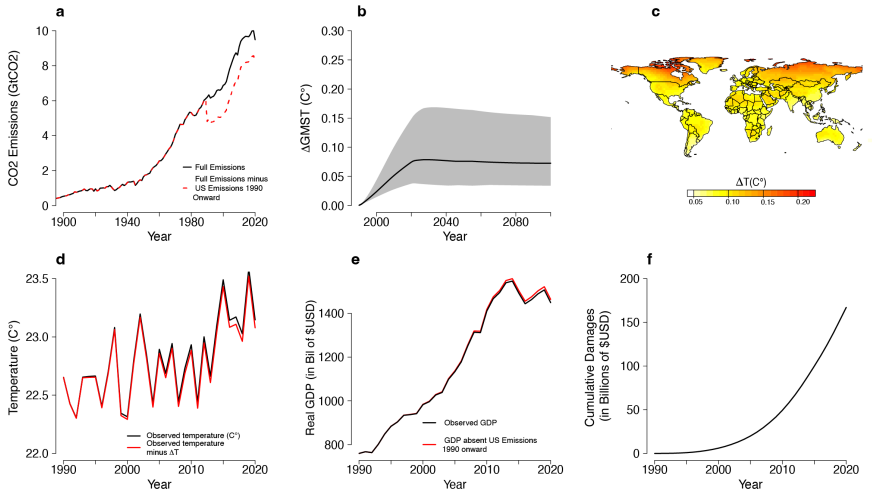 a
CO2 Emissions (GtCO2)
10
8
6
4
2
0
Full Emissions
Full Emissions minus
US Emissions 1990
Onward
1900
1940
1980
2020
Year
b
ΔGMST (C°)
0.30
0.25
0.20
0.15
0.10
0.05
0.00
2000
2040
2080
Year
c
ΔT(C°)
0.05
0.10
0.15
0.20
d
Temperature (C°)
23.5
23.0
22.5
22.0
Observed temperature (C°)
Observed temperature
minus ΔT
1990
2000
2010
2020
Year
e
Real GDP (in Bil of $USD)
1400
1200
1000
800
Observed GDP
GDP absent US Emissions
1990 onward
1990
2000
2010
2020
Year
f
Cumulative Damages
(in Billions of $USD)
200
150
100
50
0
1990
2000
2010
2020
Year